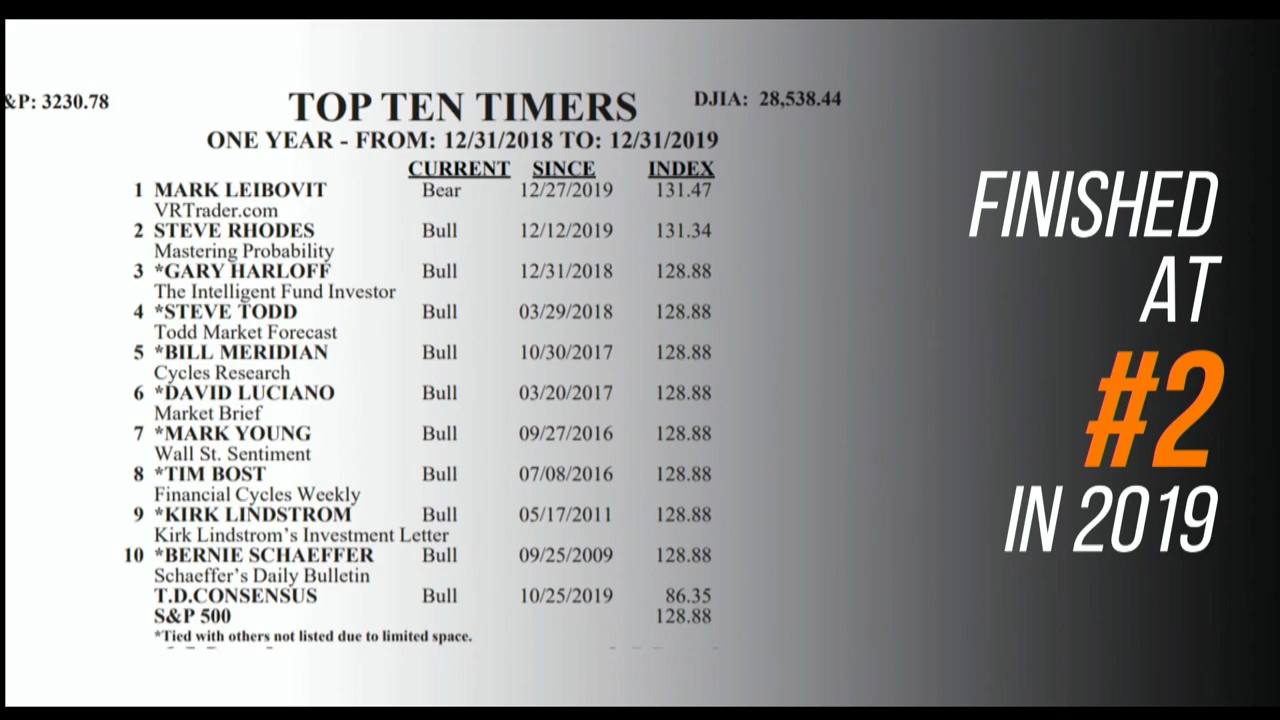 &P: 3230.78
TOP TEN TIMERS
DJIA: 28,538.44
ONE YEAR - FROM: 12/31/2018 TO: 12/31/2019
CURRENT SINCE INDEX
1 MARK LEIBOVIT Bear 12/27/2019 131.47
VRTrader.com
2 STEVE RHODES Bull 12/12/2019 131.34
Mastering Probability
3 *GARY HARLOFF Bull 12/31/2018 128.88
The Intelligent Fund Investor
4 *STEVE TODD Bull 03/29/2018 128.88
Todd Market Forecast
5 *BILL MERIDIAN Bull 10/30/2017 128.88
Cycles Research
6 *DAVID LUCIANO Bull 03/20/2017 128.88
Market Brief
7 *MARK YOUNG Bull 09/27/2016 128.88
Wall St. Sentiment
8 *TIM BOST Bull 07/08/2016 128.88
Financial Cycles Weekly
9 *KIRK LINDSTROM Bull 05/17/2011 128.88
Kirk Lindstrom's Investment Letter
10 *BERNIE SCHAEFFER Bull 09/25/2009 128.88
Schaeffer's Daily Bulletin
T.D.CONSENSUS Bull 10/25/2019 86.35
S&P 500 128.88
*Tied with others not listed due to limited space.
FINISHED
AT
#2
IN 2019